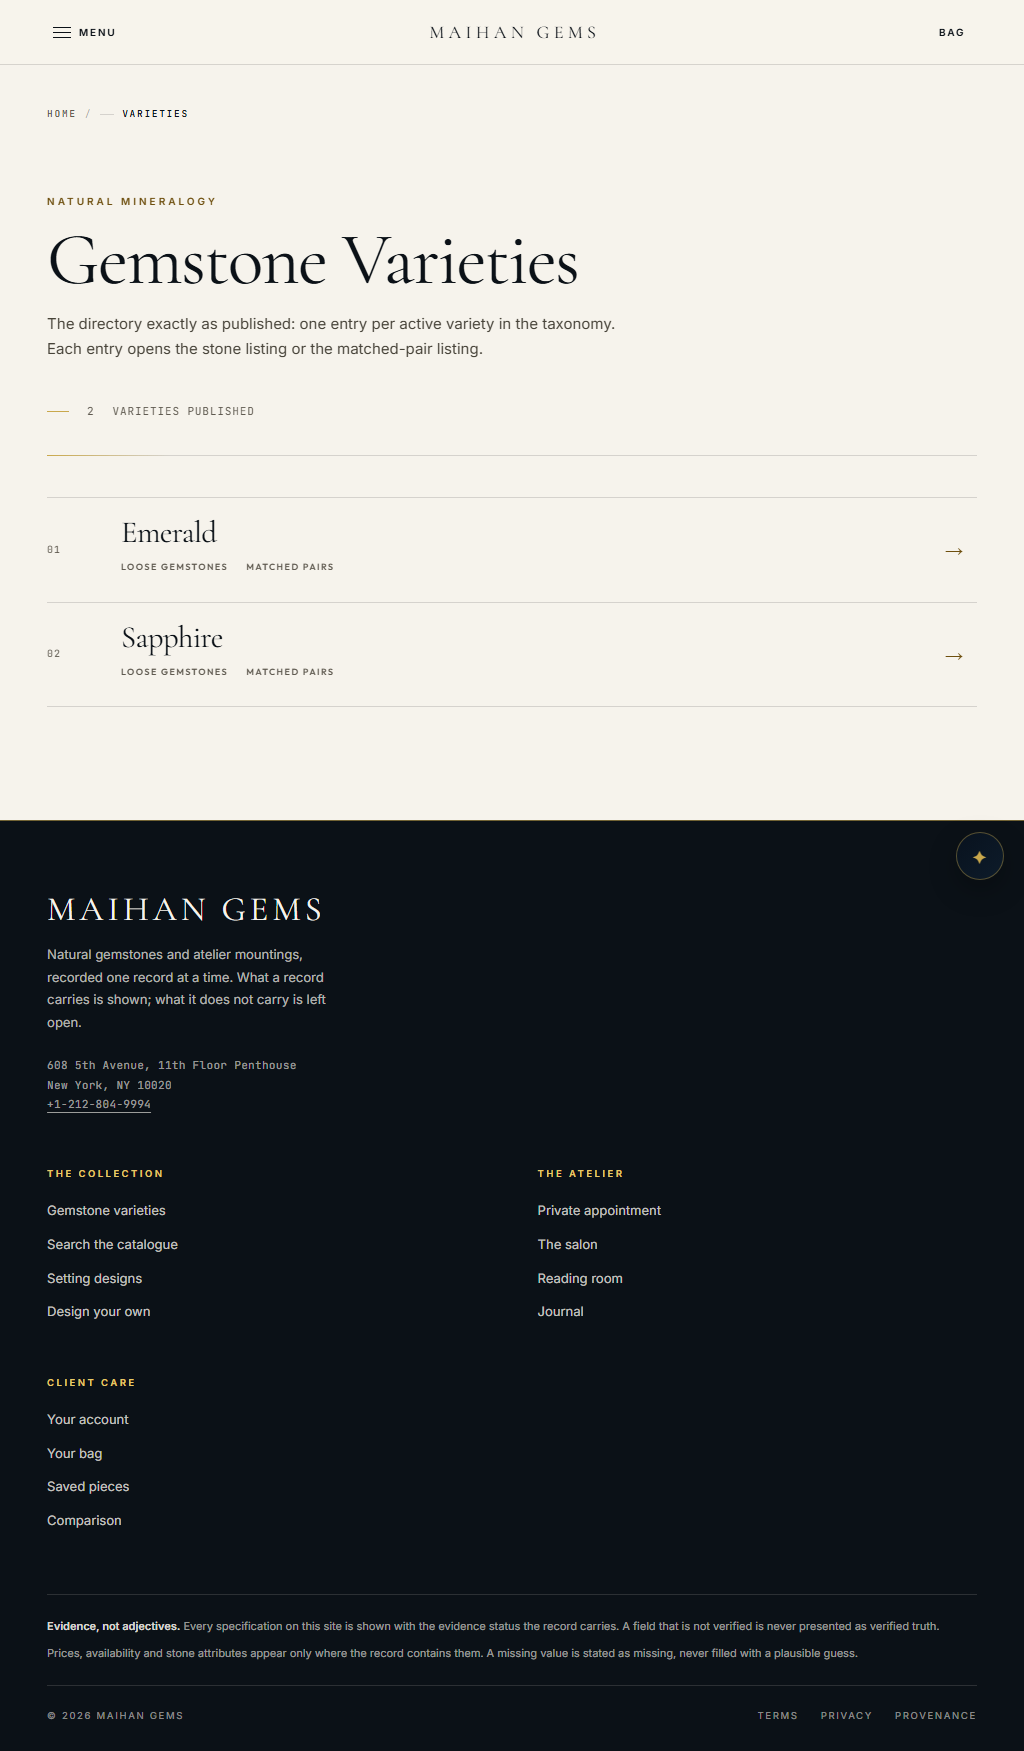 MENU
MAIHAN GEMS
BAG
HOME / VARIETIES
NATURAL MINERALOGY
Gemstone Varieties
The directory exactly as published: one entry per active variety in the taxonomy.
Each entry opens the stone listing or the matched-pair listing.
2 VARIETIES PUBLISHED
01
Emerald
LOOSE GEMSTONES MATCHED PAIRS
→
02
Sapphire
LOOSE GEMSTONES MATCHED PAIRS
→
MAIHAN GEMS
Natural gemstones and atelier mountings,
recorded one record at a time. What a record
carries is shown; what it does not carry is left
open.
608 5th Avenue, 11th Floor Penthouse
New York, NY 10020
+1-212-804-9994
THE COLLECTION
Gemstone varieties
Search the catalogue
Setting designs
Design your own
THE ATELIER
Private appointment
The salon
Reading room
Journal
CLIENT CARE
Your account
Your bag
Saved pieces
Comparison
Evidence, not adjectives. Every specification on this site is shown with the evidence status the record carries. A field that is not verified is never presented as verified truth.
Prices, availability and stone attributes appear only where the record contains them. A missing value is stated as missing, never filled with a plausible guess.
© 2026 MAIHAN GEMS
TERMS PRIVACY PROVENANCE